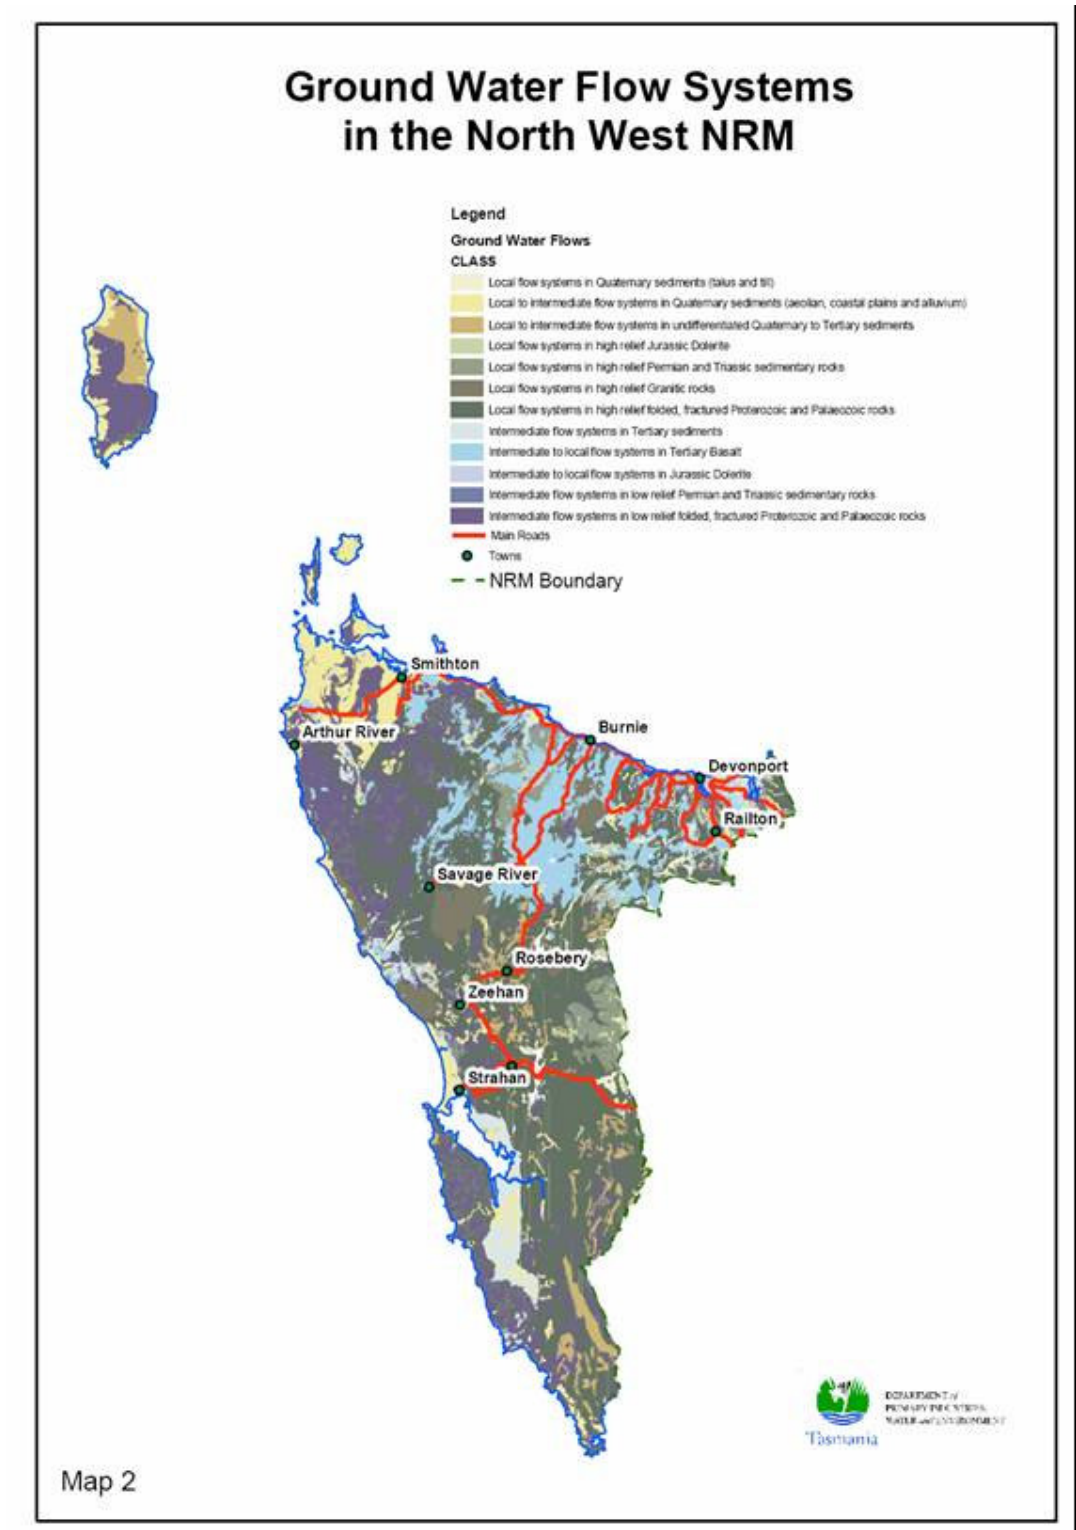 Ground Water Flow Systems
in the North West NRM
Legend
Ground Water Flows
CLASS
Local flow systems in Quaternary sediments (talus and till)
Local to intermediate flow systems in Quaternary sediments (aeolian, coastal plains and alluvium)
Local to intermediate flow systems in undifferentiated Quaternary to Tertiary sediments
Local flow systems in high relief Jurassic Dolerite
Local flow systems in high relief Permian and Triassic sedimentary rocks
Local flow systems in high relief Granitic rocks
Local flow systems in high relief folded, fractured Proterozoic and Palaeozoic rocks
Intermediate flow systems in Tertiary sediments
Intermediate to local flow systems in Tertiary Basalt
Intermediate to local flow systems in Jurassic Dolerite
Intermediate flow systems in low relief Permian and Triassic sedimentary rocks
Intermediate flow systems in low relief folded, fractured Proterozoic and Palaeozoic rocks
Main Roads
Towns
NRM Boundary
Smithton
Arthur River
Burnie
Devonport
Railton
Savage River
Rosebery
Zeehan
Strahan
DEPARTMENT of
PRIMARY INDUSTRIES,
WATER and ENVIRONMENT
Tasmania
Map 2